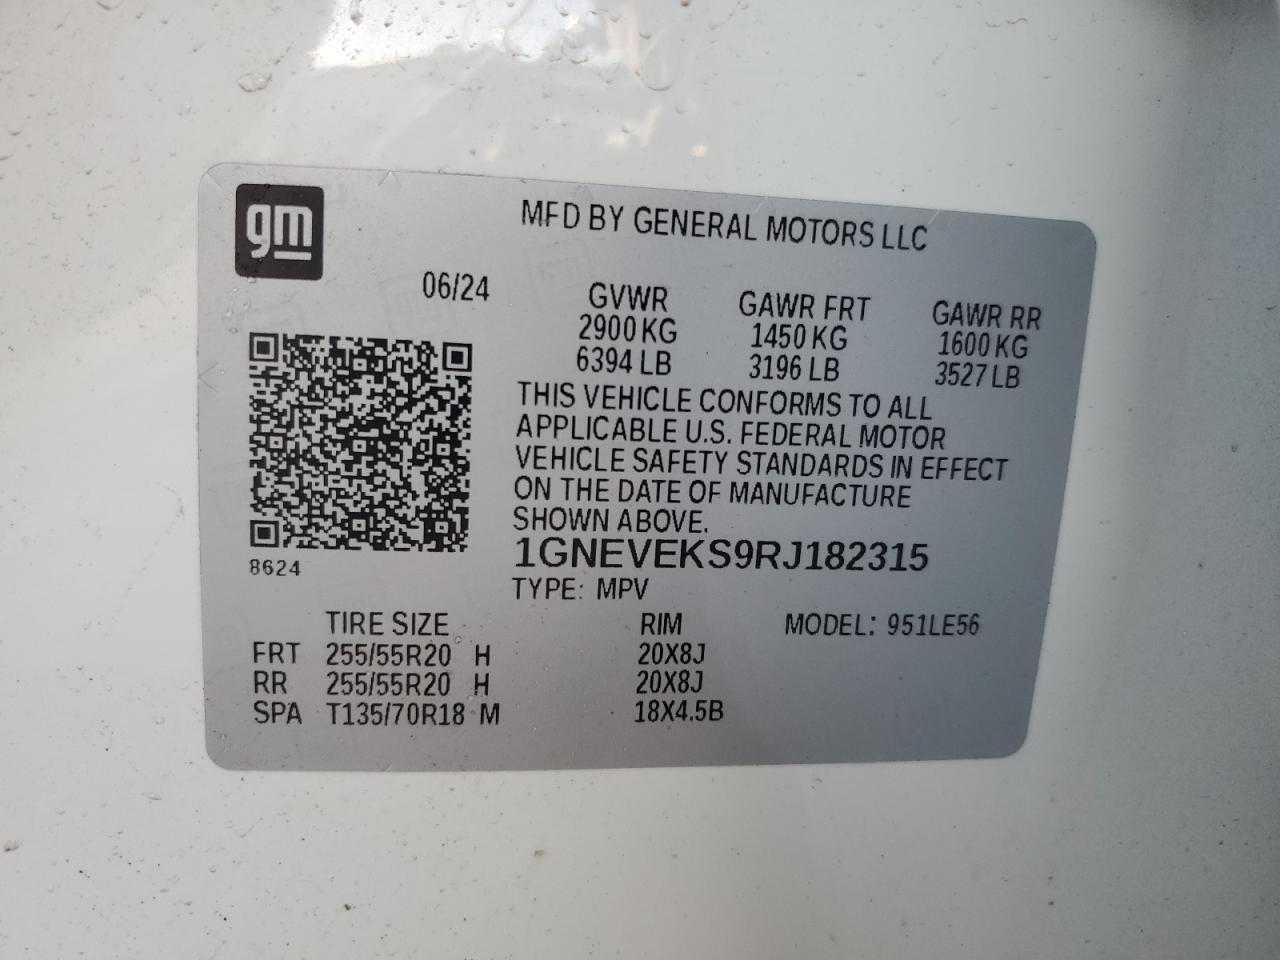 gm
MFD BY GENERAL MOTORS LLC
06/24
GVWR GAWR FRT GAWR RR
2900 KG 1450 KG 1600 KG
6394 LB 3196 LB 3527 LB
THIS VEHICLE CONFORMS TO ALL
APPLICABLE U.S. FEDERAL MOTOR
VEHICLE SAFETY STANDARDS IN EFFECT
ON THE DATE OF MANUFACTURE
SHOWN ABOVE.
1GNEVEKS9RJ182315
8624
TYPE: MPV
TIRE SIZE RIM MODEL: 951LE56
FRT 255/55R20 H 20X8J
RR 255/55R20 H 20X8J
SPA T135/70R18 M 18X4.5B